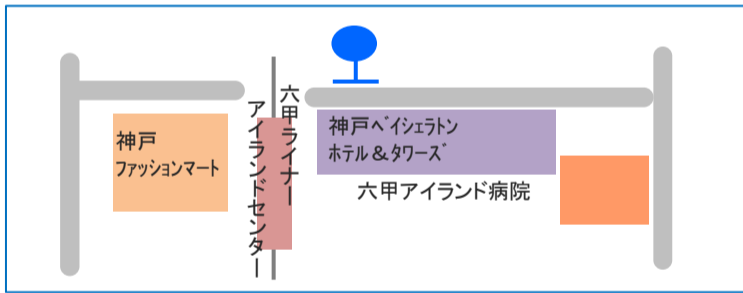 神戸
ファッションマート
アイランドセンター
六甲ライナー
神戸ベイシェラトン
ホテル＆タワーズ
六甲アイランド病院